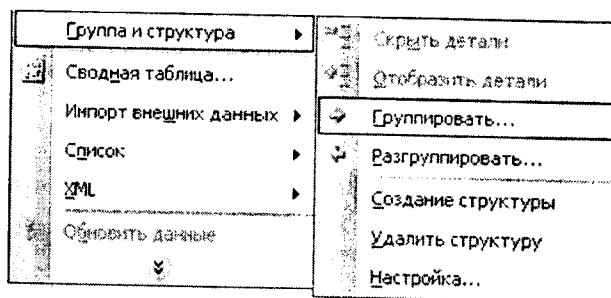 Группа и структура
Сводная таблица...
Импорт внешних данных
Список
XML
Обновить данные
Скрыть детали
Отобразить детали
Группировать...
Разгруппировать...
Создание структуры
Удалить структуру
Настройка...